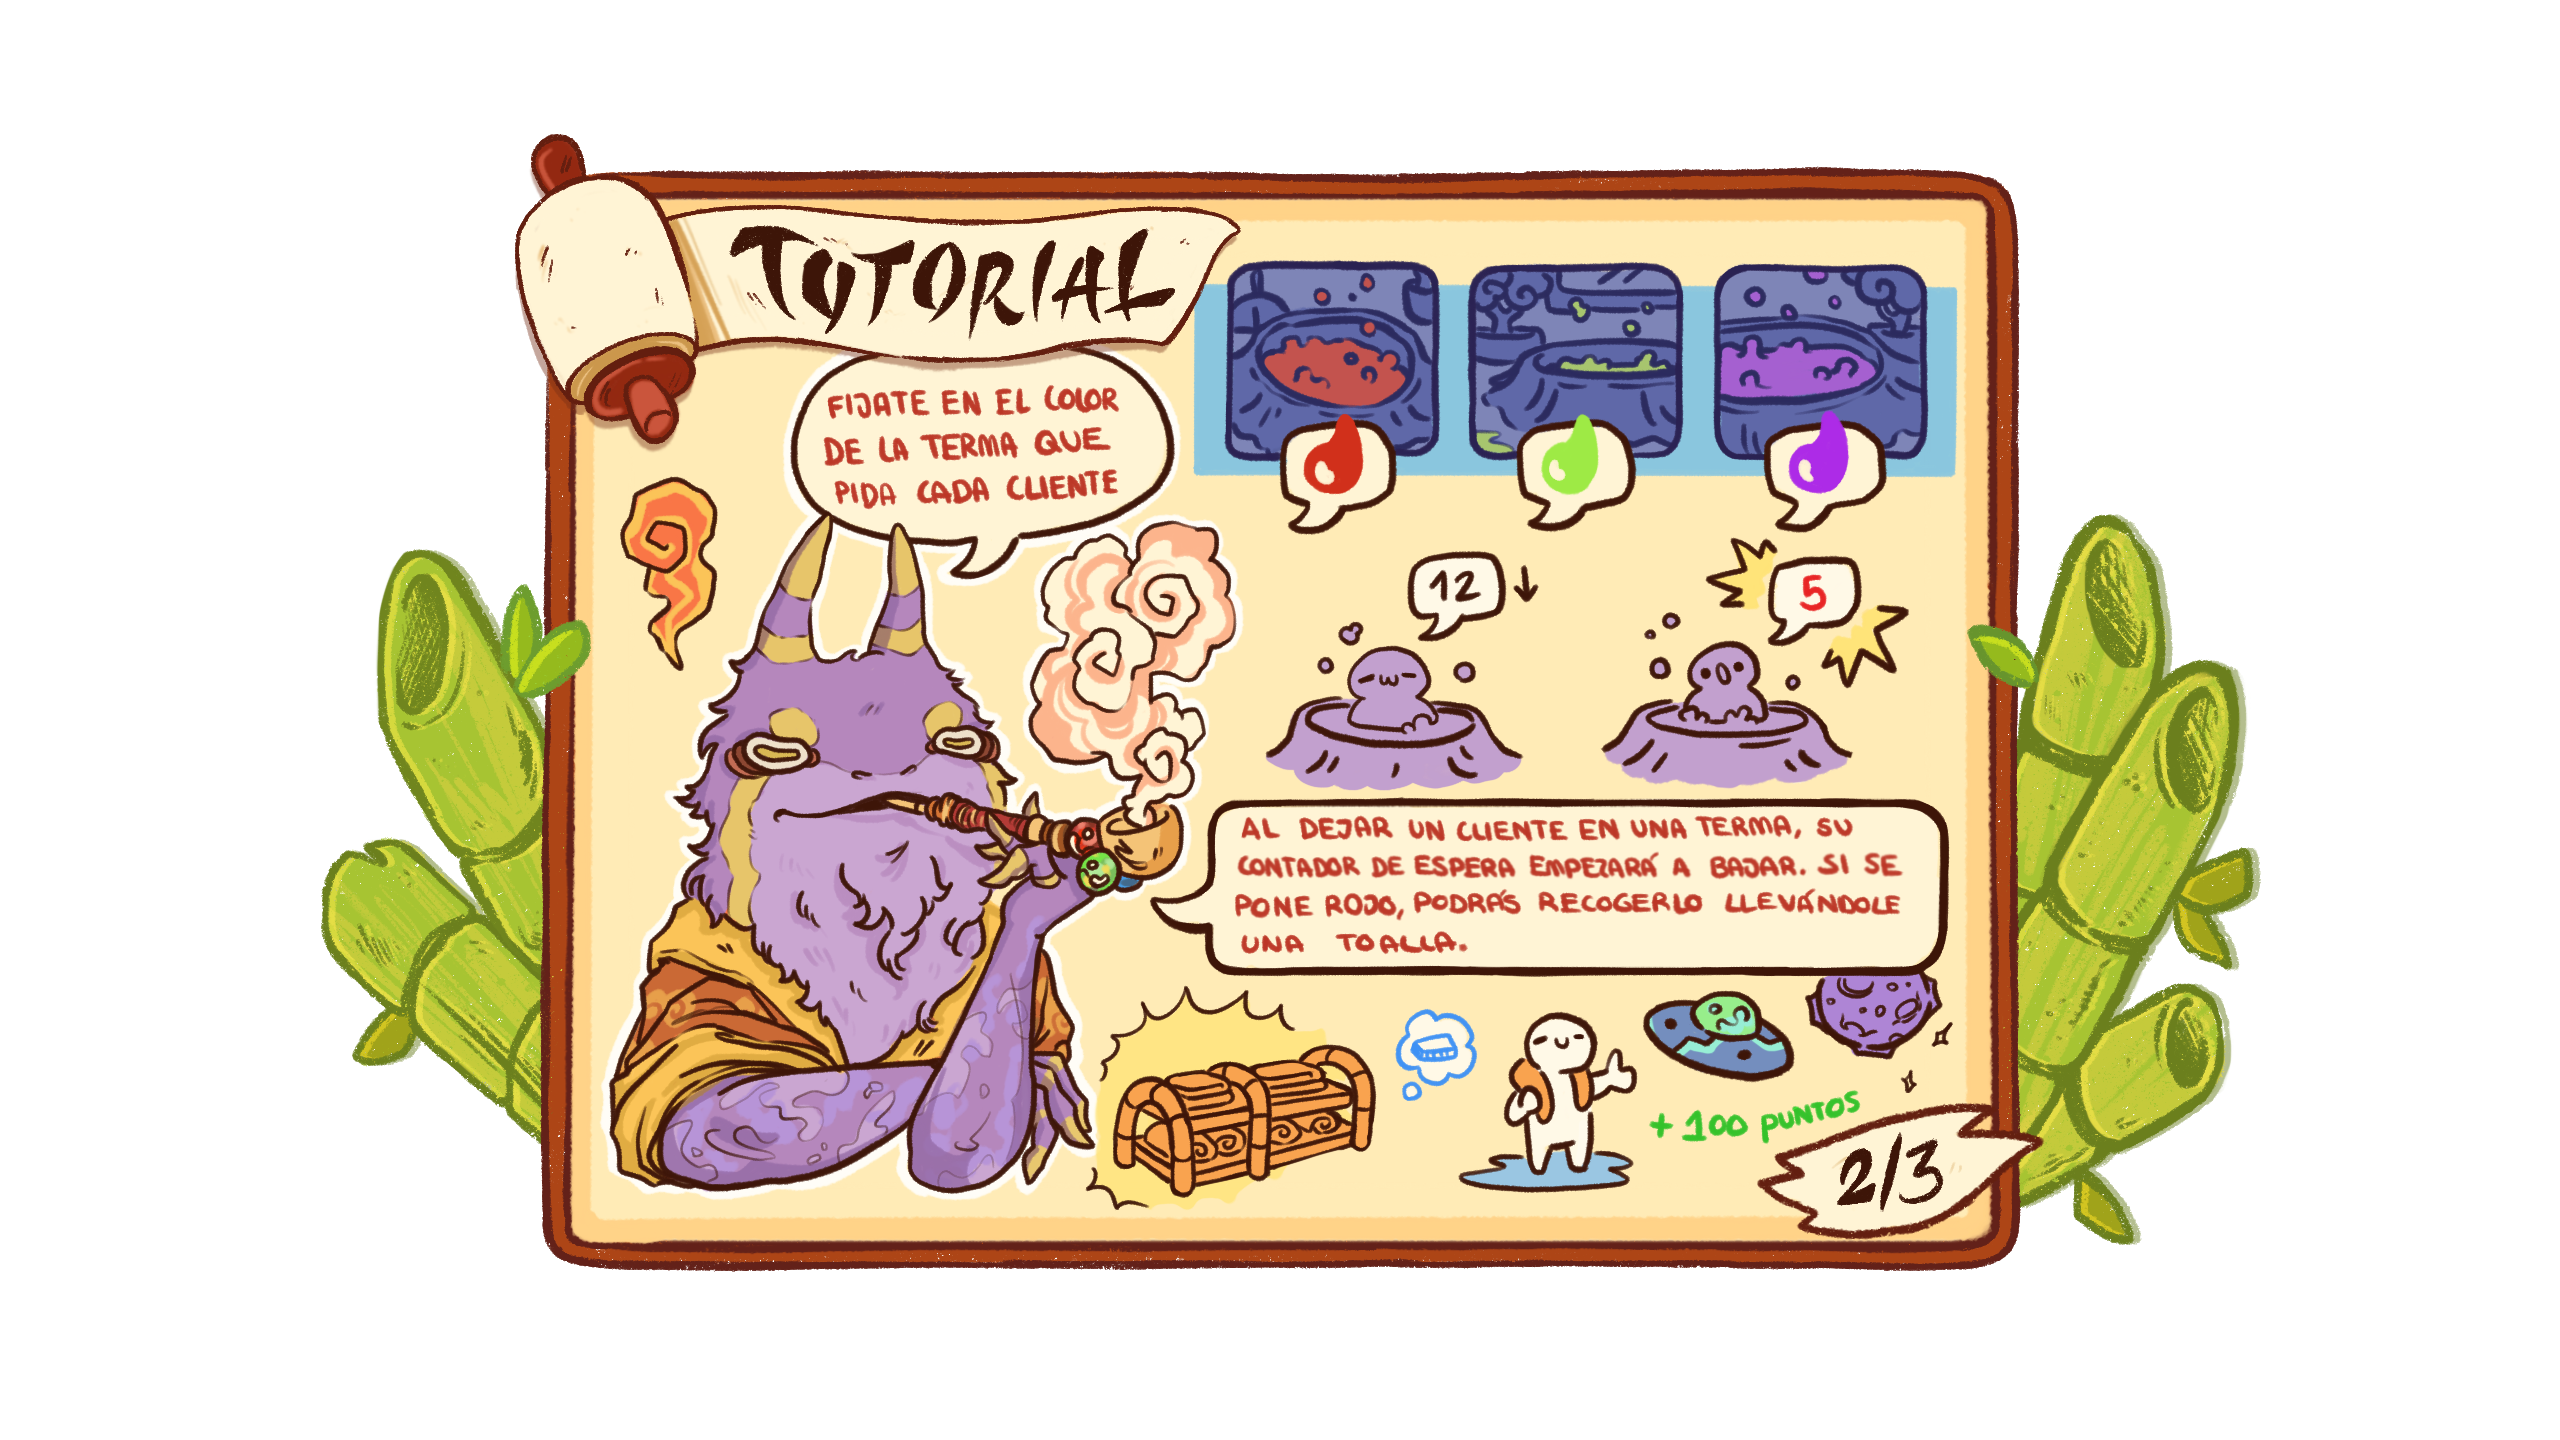 TUTORIAL
FIJATE EN EL COLOR
DE LA TERMA QUE
PIDA CADA CLIENTE
12
5
AL DEJAR UN CLIENTE EN UNA TERMA, SU
CONTADOR DE ESPERA EMPEZARÁ A BAJAR. SI SE
PONE ROJO, PODRÁS RECOGERLO LLEVÁNDOLE
UNA TOALLA.
+100 PUNTOS
2/3